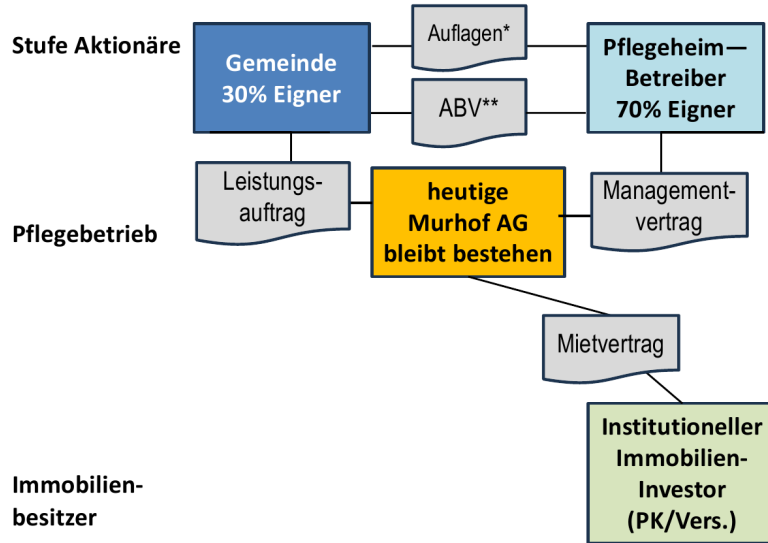 Stufe Aktionäre
Gemeinde
30% Eigner
Auflagen*
ABV**
Pflegeheim—
Betreiber
70% Eigner
Leistungs-
auftrag
heutige
Murhof AG
bleibt bestehen
Management-
vertrag
Pflegebetrieb
Mietvertrag
Institutioneller
Immobilien-
Investor
(PK/Vers.)
Immobilien-
besitzer